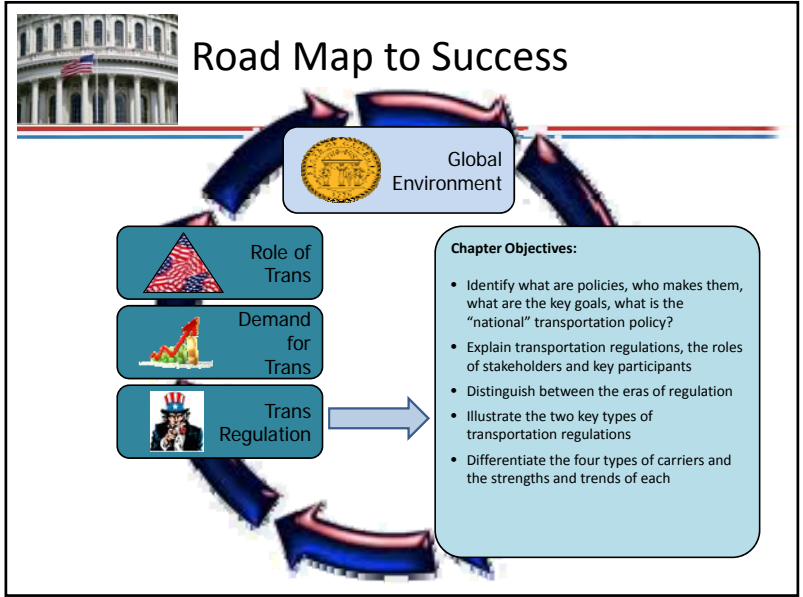 Road Map to Success
Global
Environment
Role of
Trans
Demand
for
Trans
Trans
Regulation
Chapter Objectives:
• Identify what are policies, who makes them,
what are the key goals, what is the
“national” transportation policy?
• Explain transportation regulations, the roles
of stakeholders and key participants
• Distinguish between the eras of regulation
• Illustrate the two key types of
transportation regulations
• Differentiate the four types of carriers and
the strengths and trends of each